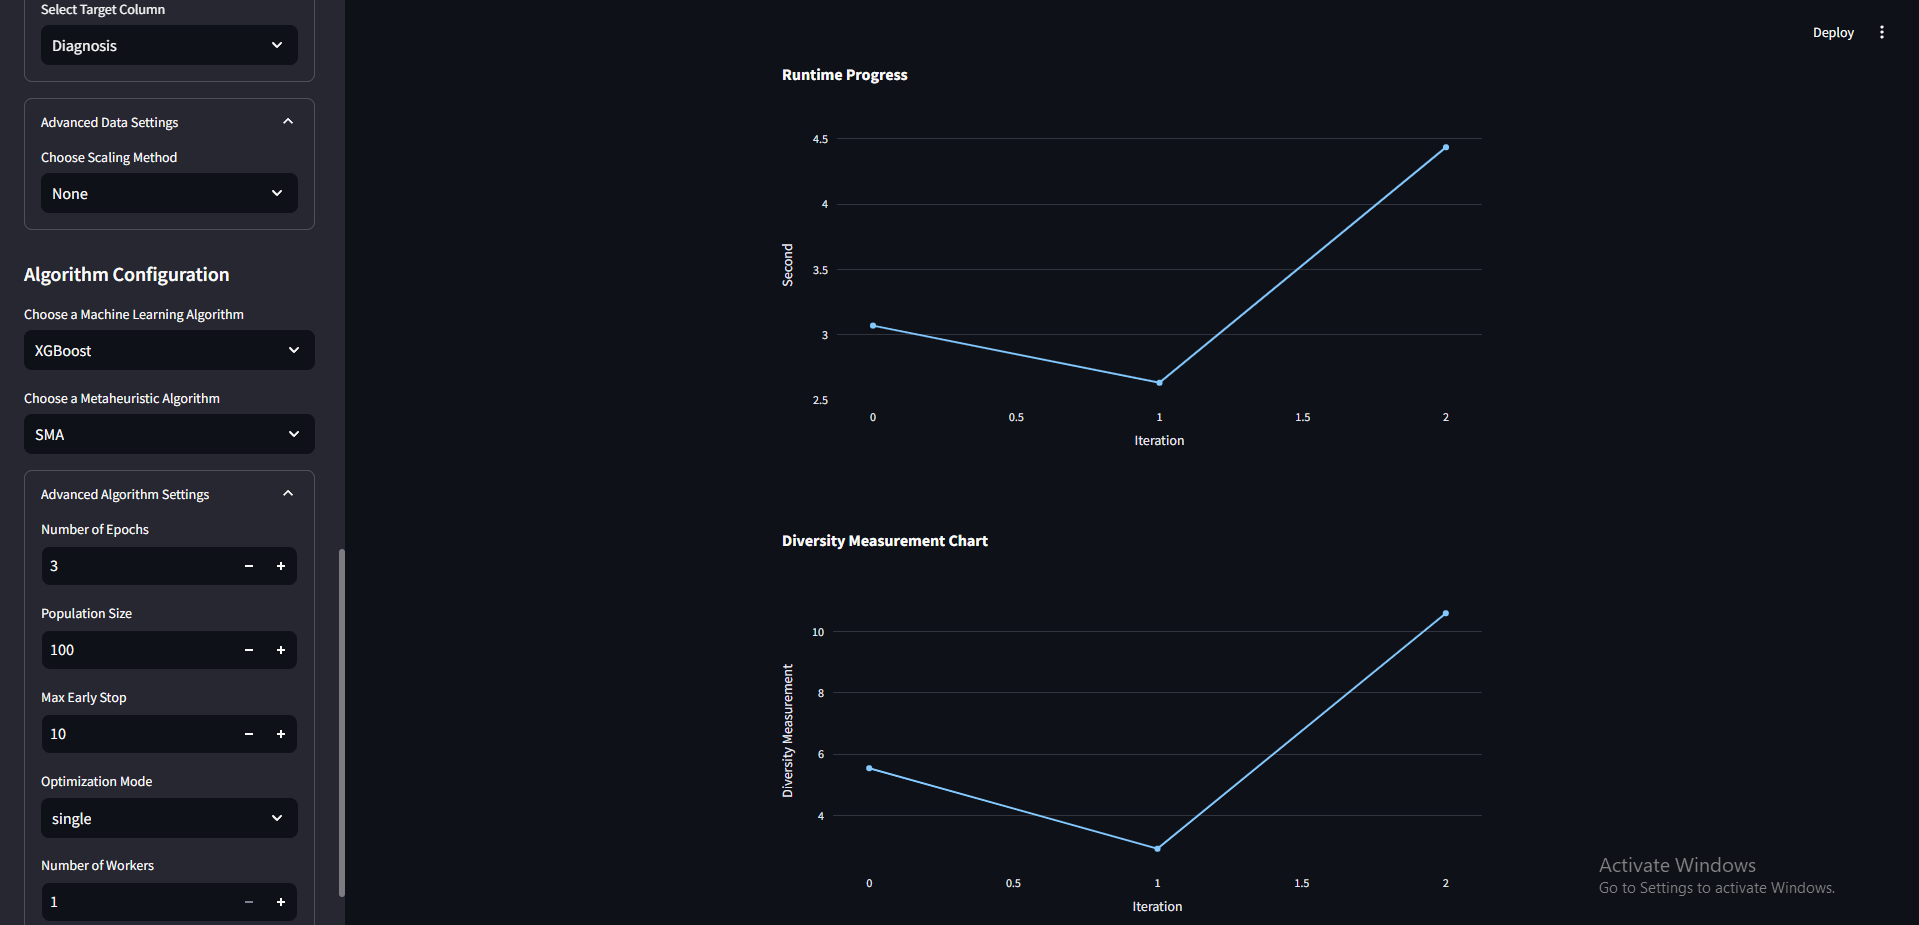 Select Target Column
Diagnosis
Advanced Data Settings
Choose Scaling Method
None
Algorithm Configuration
Choose a Machine Learning Algorithm
XGBoost
Choose a Metaheuristic Algorithm
SMA
Advanced Algorithm Settings
Number of Epochs
3
Population Size
100
Max Early Stop
10
Optimization Mode
single
Number of Workers
1
Deploy
Runtime Progress
4.5
4
3.5
3
2.5
Second
0 0.5 1 1.5 2
Iteration
Diversity Measurement Chart
10
8
6
4
Diversity Measurement
0 0.5 1 1.5 2
Iteration
Activate Windows
Go to Settings to activate Windows.